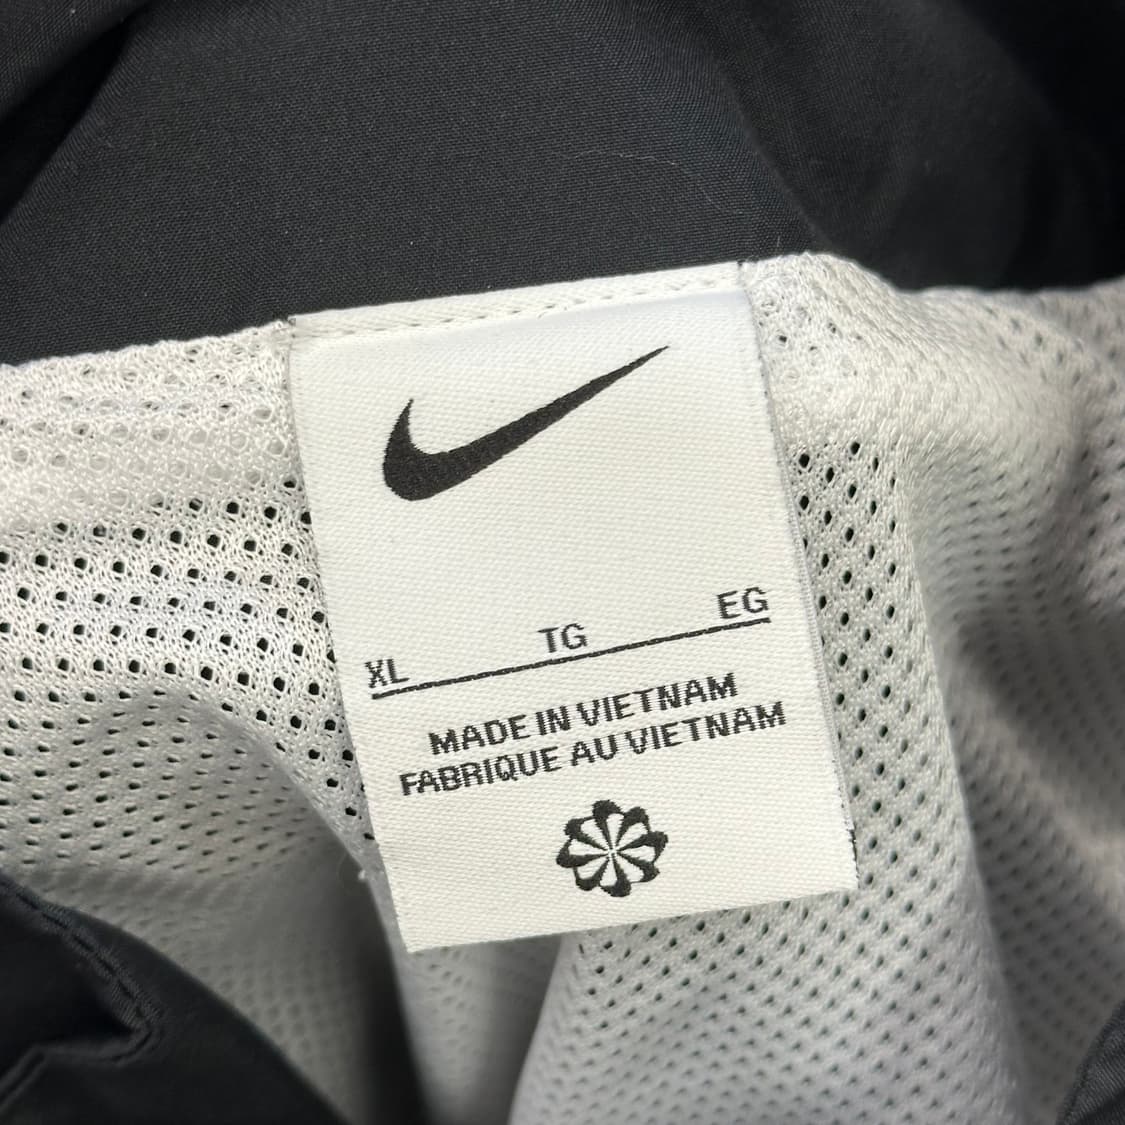 XL TG EG
MADE IN VIETNAM
FABRIQUE AU VIETNAM